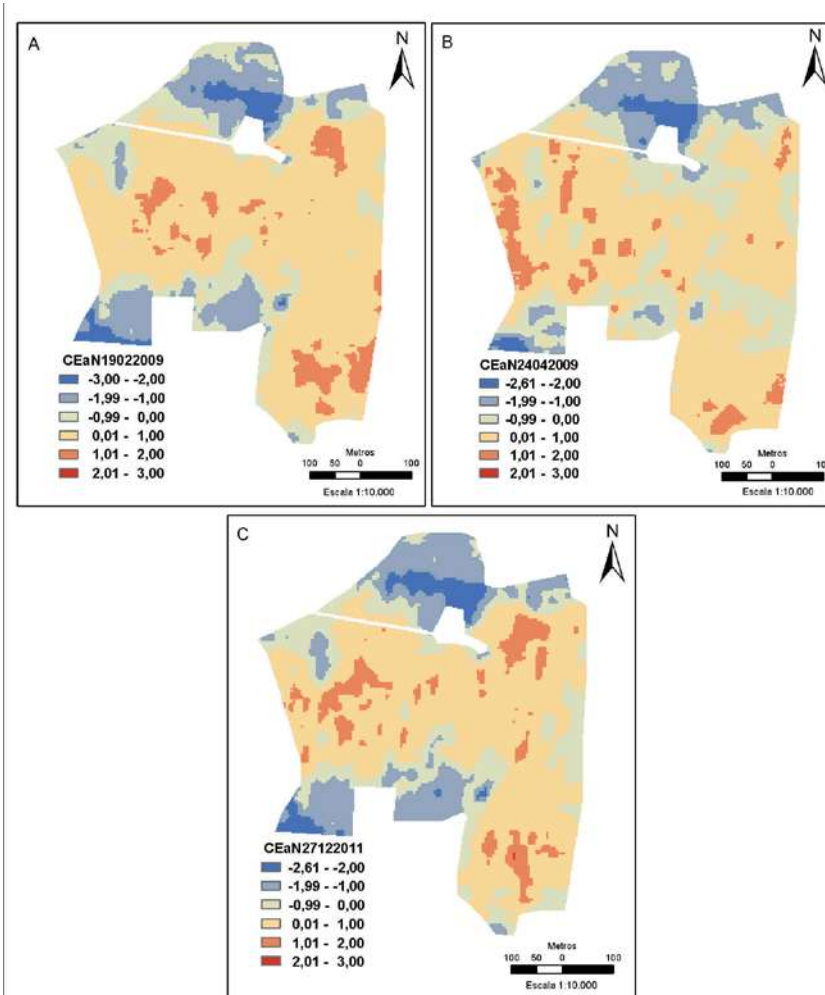 A
N
CEaN19022009
-3,00 - -2,00
-1,99 - -1,00
-0,99 - 0,00
0,01 - 1,00
1,01 - 2,00
2,01 - 3,00
Metros
100 50 0 100
Escala 1:10.000
B
N
CEaN24042009
-2,61 - -2,00
-1,99 - -1,00
-0,99 - 0,00
0,01 - 1,00
1,01 - 2,00
2,01 - 3,00
Metros
100 50 0 100
Escala 1:10.000
C
N
CEaN27122011
-2,61 - -2,00
-1,99 - -1,00
-0,99 - 0,00
0,01 - 1,00
1,01 - 2,00
2,01 - 3,00
Metros
100 50 0 100
Escala 1:10.000